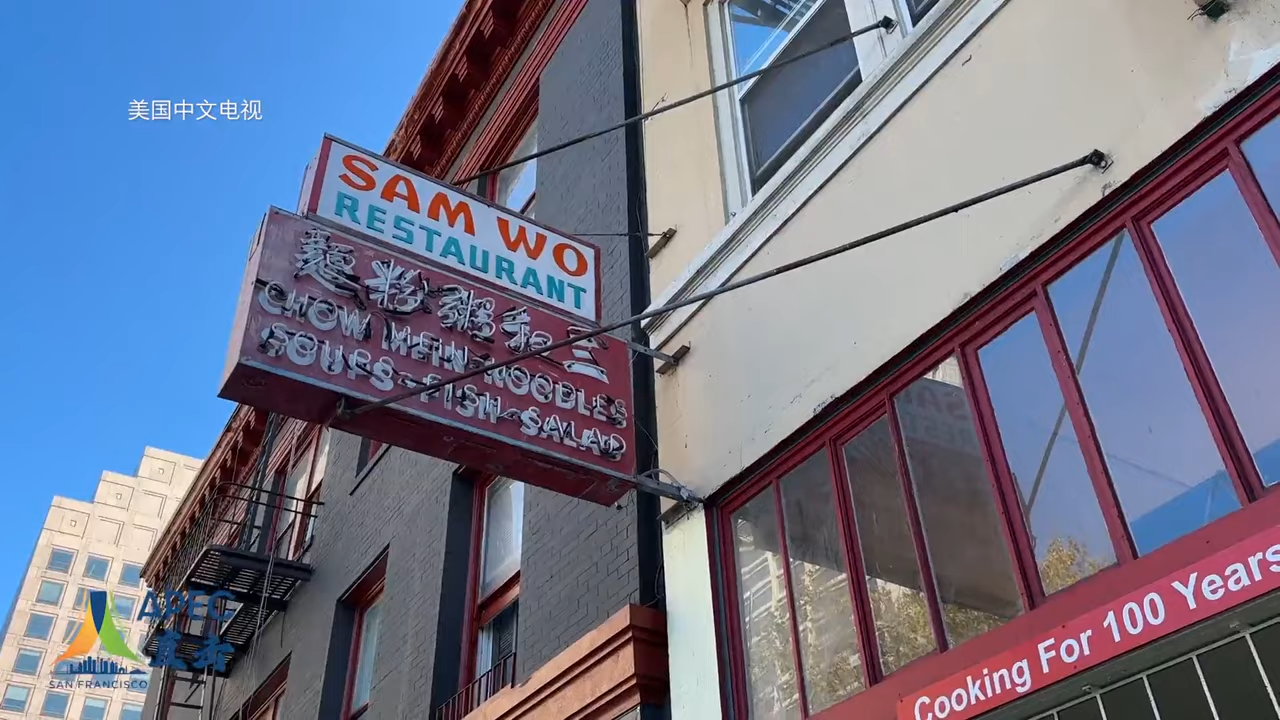 美国中文电视
SAM WO
RESTAURANT
麵粉粥和三
CHOW MEIN-NOODLES
SOUPS-FISH-SALAD
Cooking For 100 Years
APEC
SAN FRANCISCO